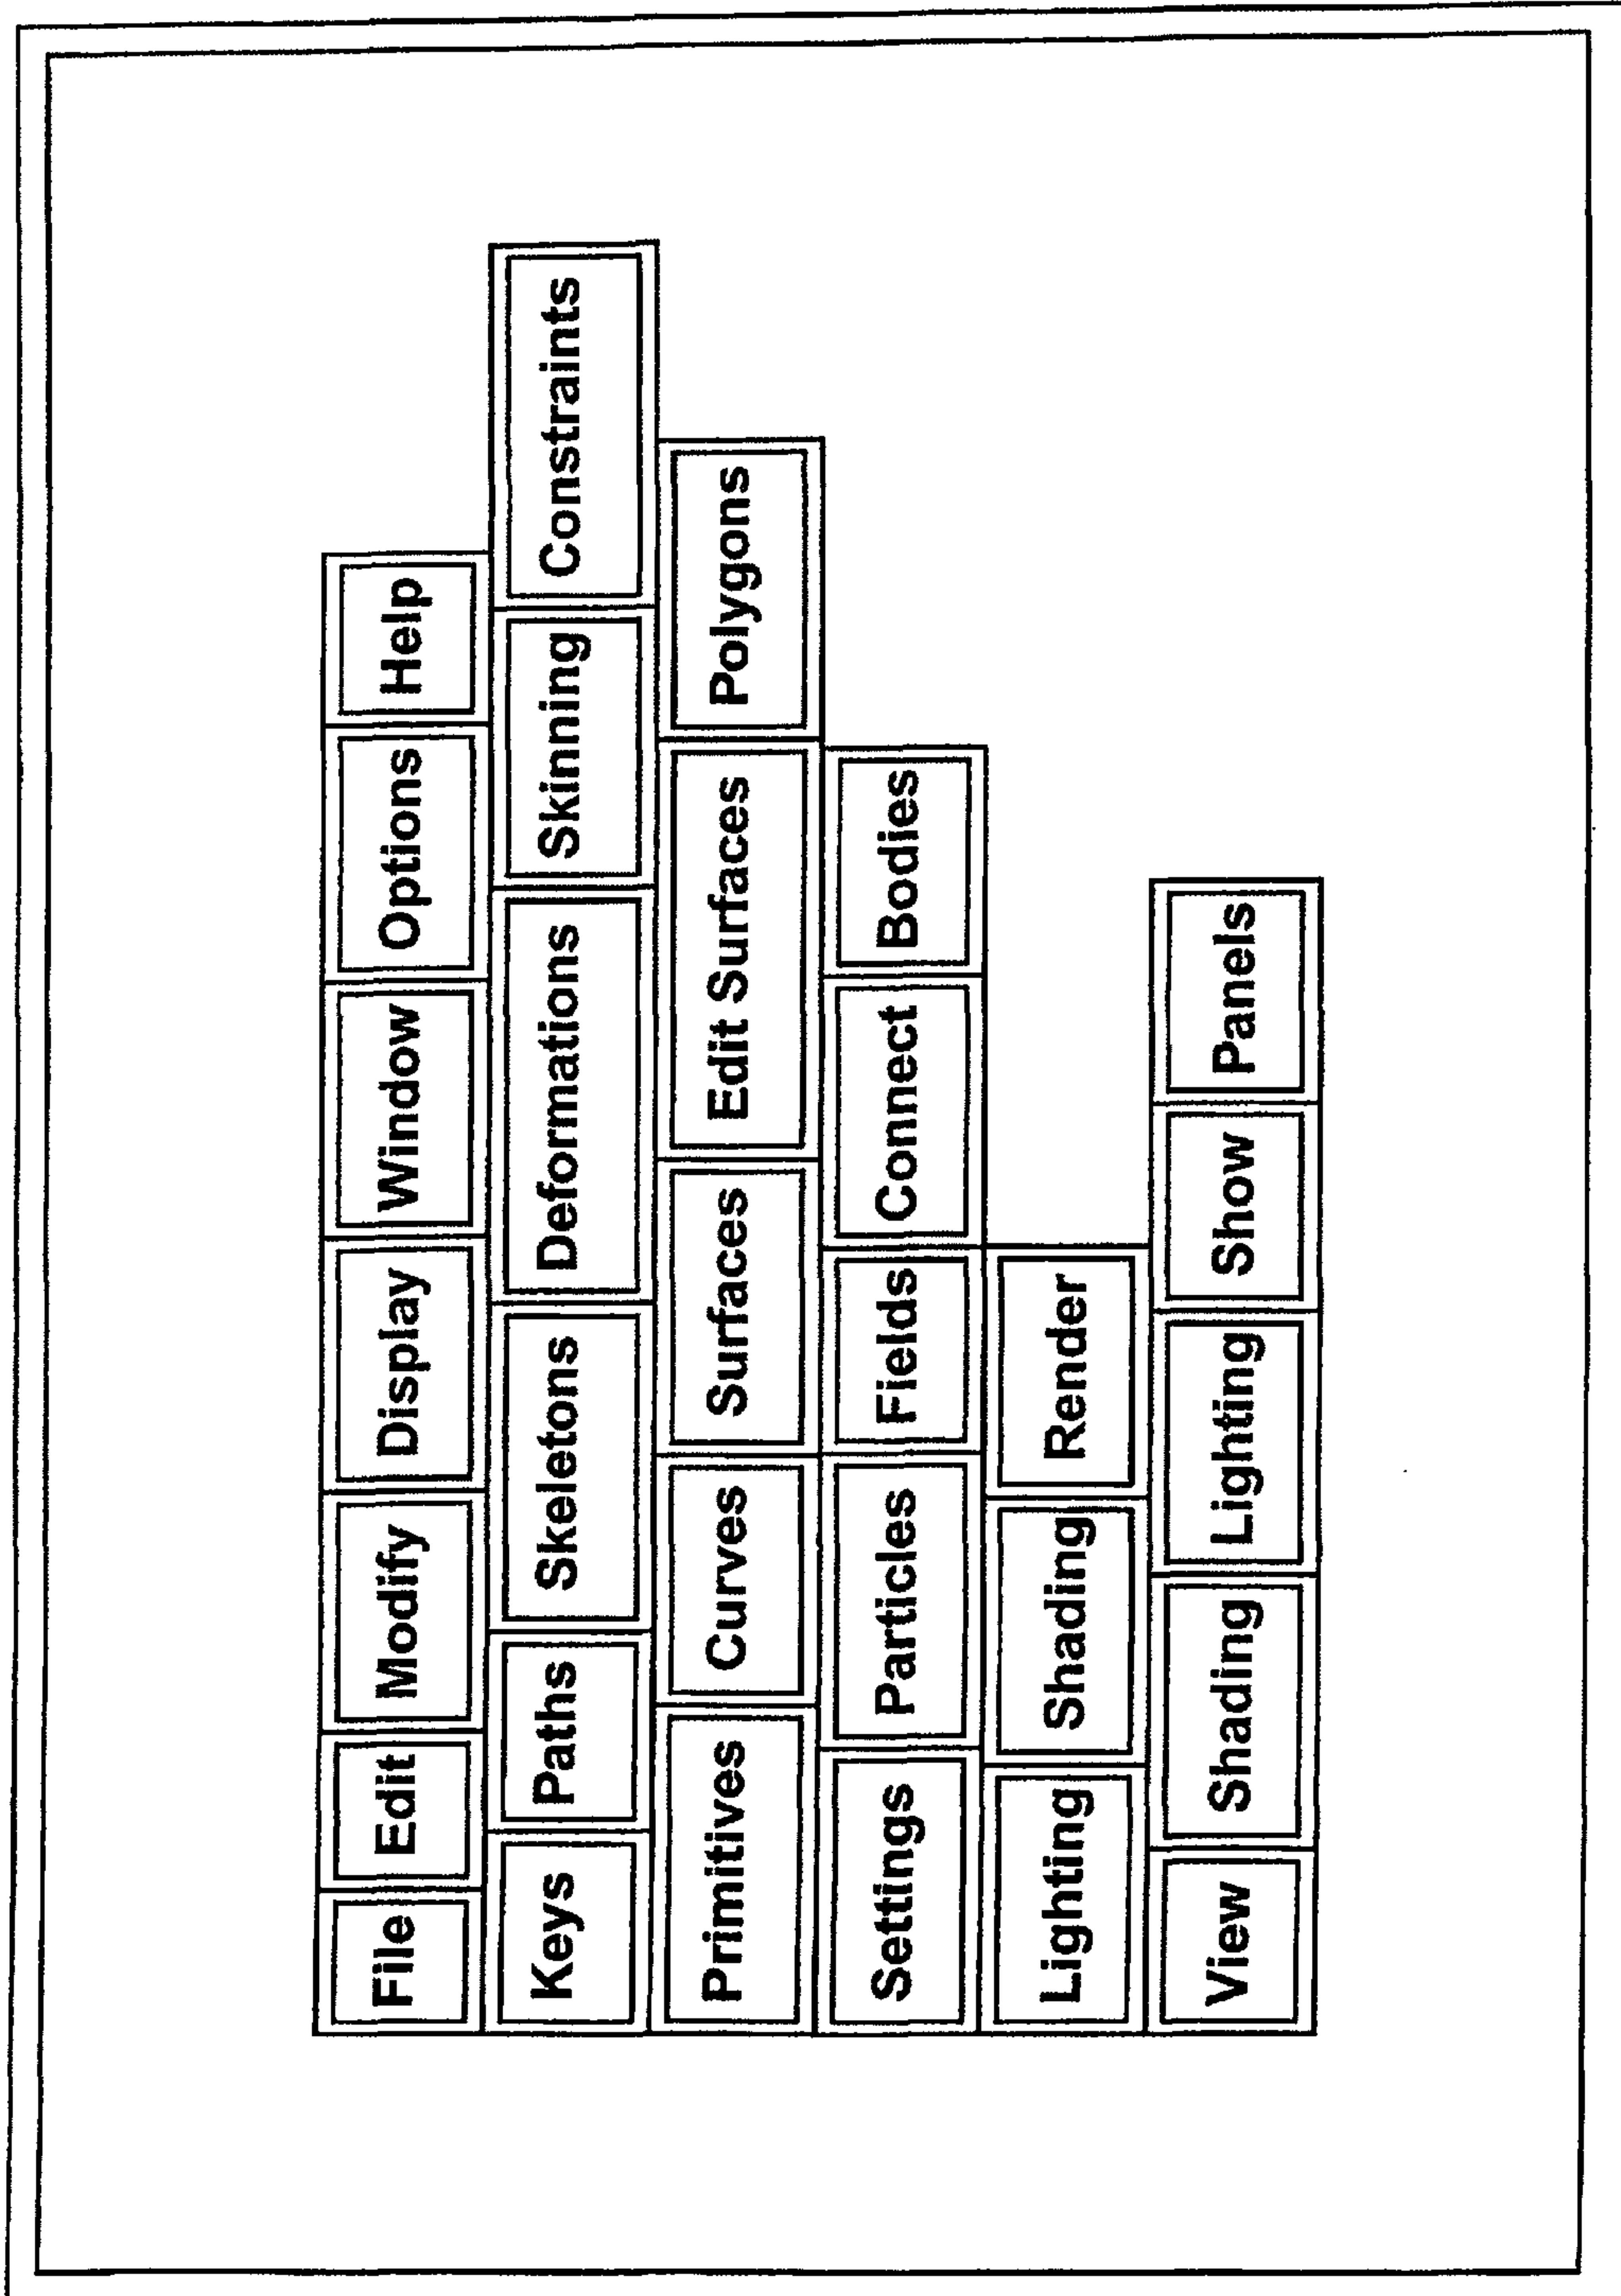 File Edit Modify Display Window Options Help
Keys Paths Skeletons Deformations Skinning Constraints
Primitives Curves Surfaces Edit Surfaces Polygons
Settings Particles Fields Connect Bodies
Lighting Shading Render
View Shading Lighting Show Panels